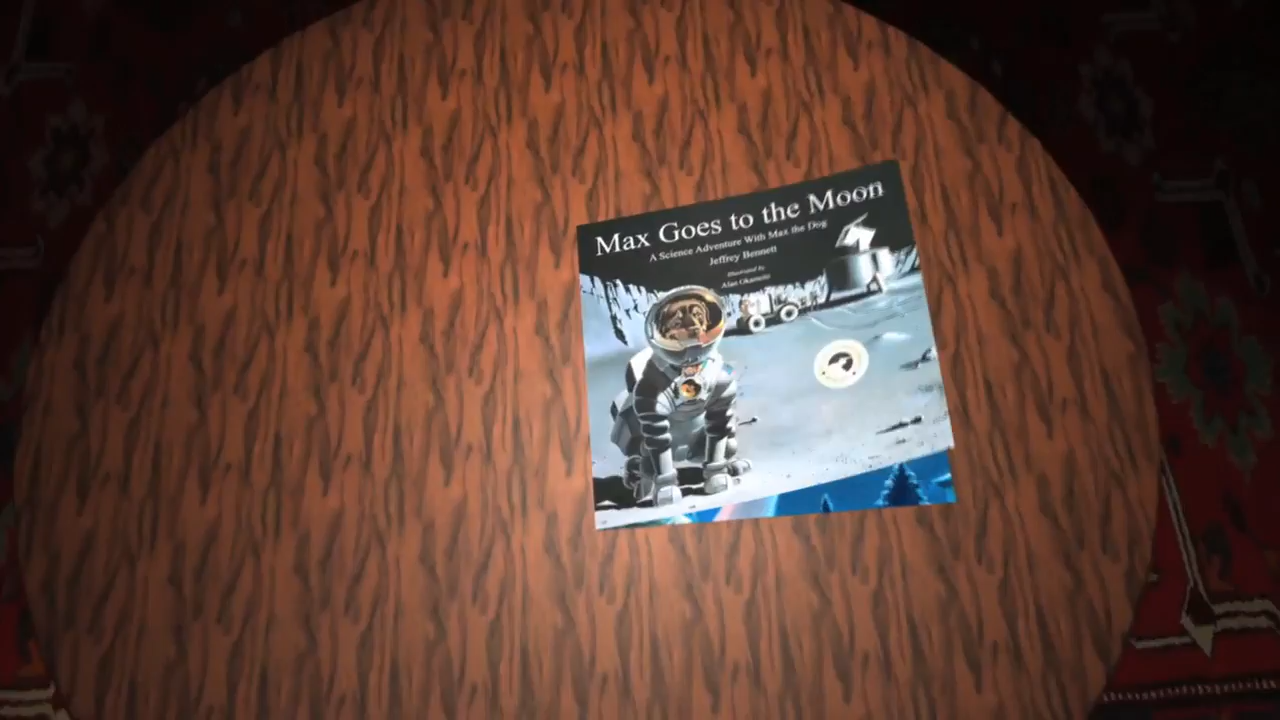 Max Goes to the Moon
A Science Adventure With Max the Dog
Jeffrey Bennett
Illustrated by
Alan Okamoto